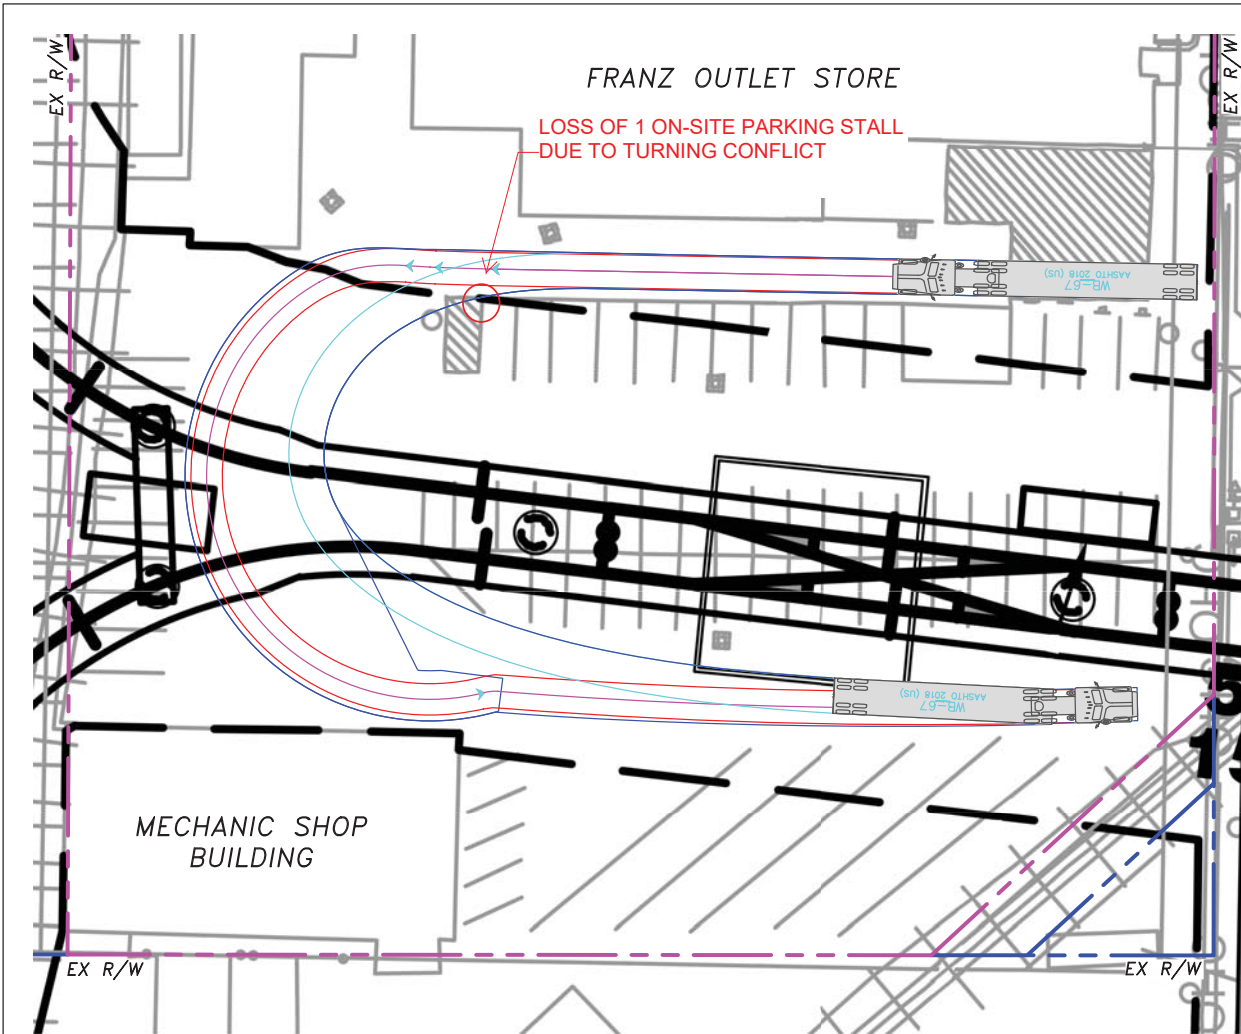 EX R/W
EX R/W
FRANZ OUTLET STORE
LOSS OF 1 ON-SITE PARKING STALL
DUE TO TURNING CONFLICT
WB-67
AASHTO 2018 (US)
WB-67
AASHTO 2018 (US)
MECHANIC SHOP
BUILDING
EX R/W
EX R/W